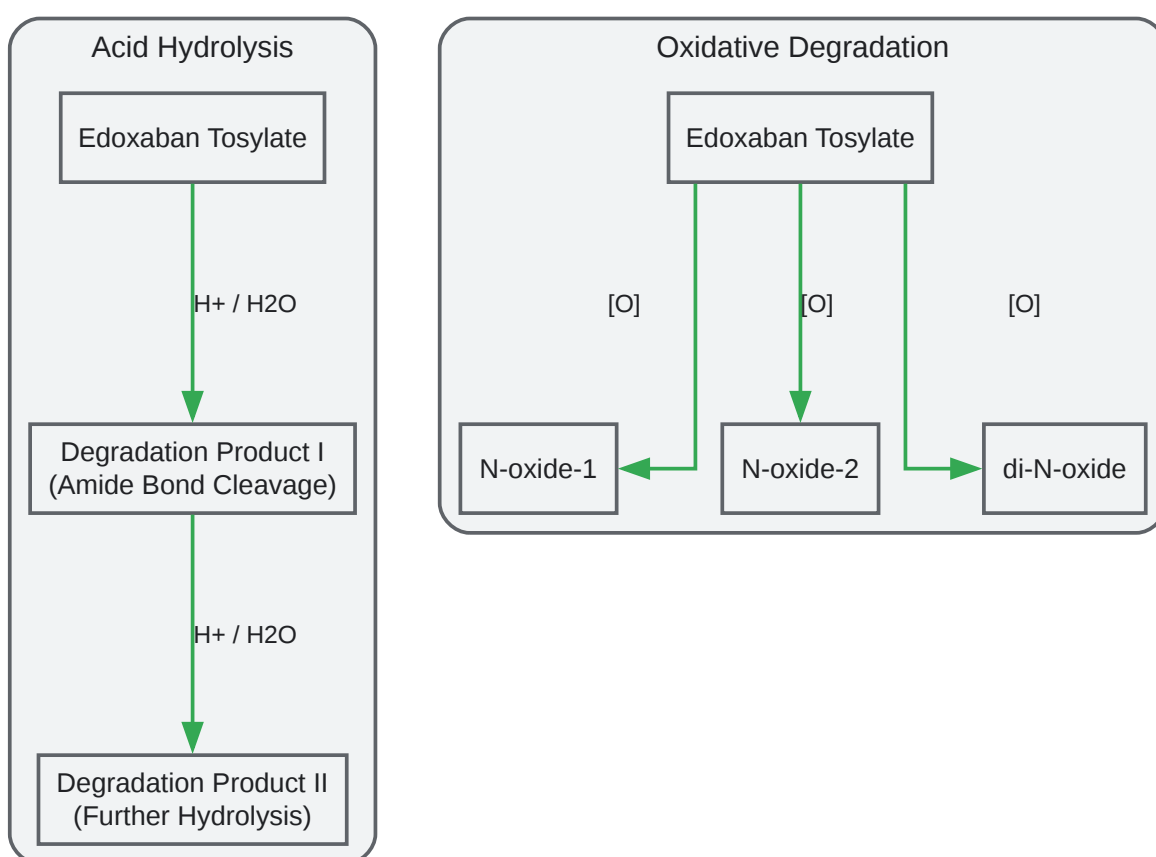 Acid Hydrolysis
Edoxaban Tosylate
H+ / H2O
Degradation Product I
(Amide Bond Cleavage)
H+ / H2O
Degradation Product II
(Further Hydrolysis)
Oxidative Degradation
Edoxaban Tosylate
[O]
[O]
[O]
N-oxide-1
N-oxide-2
di-N-oxide